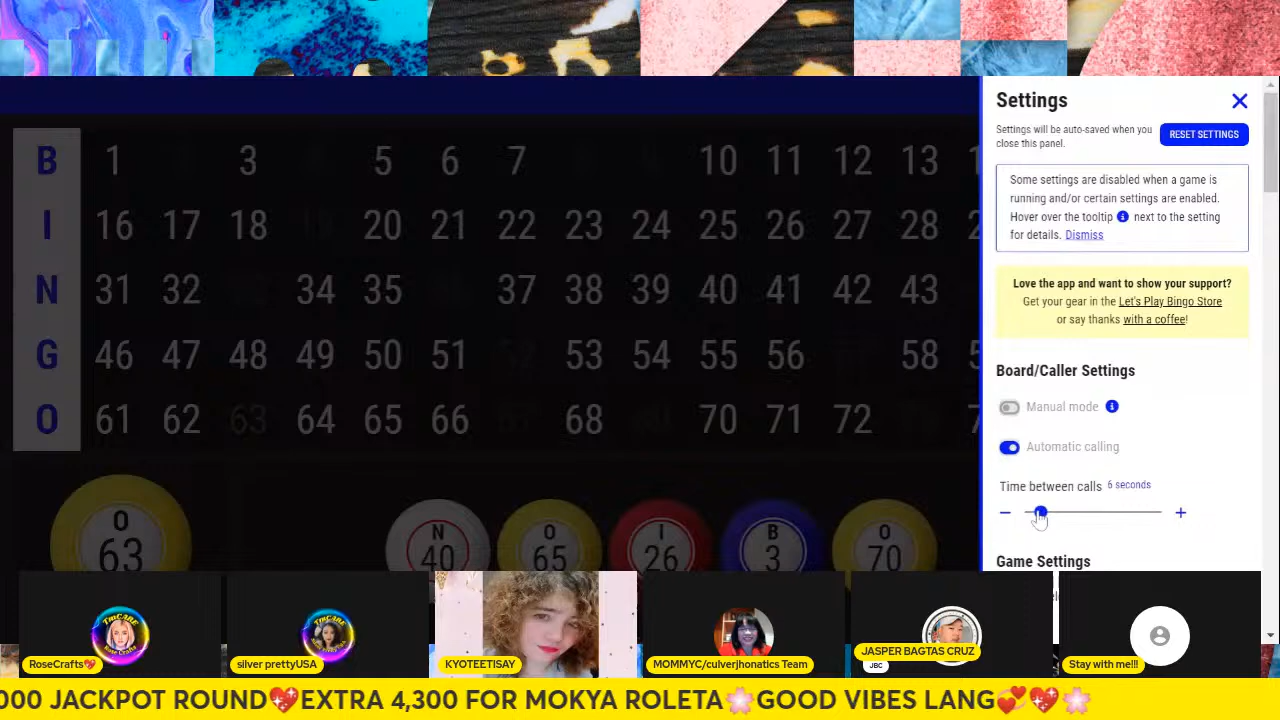 Settings
Settings will be auto-saved when you close this panel.
RESET SETTINGS
Some settings are disabled when a game is
running and/or certain settings are enabled.
Hover over the tooltip next to the setting
for details. Dismiss
Love the app and want to show your support?
Get your gear in the Let's Play Bingo Store
or say thanks with a coffee!
Board/Caller Settings
Manual mode
Automatic calling
Time between calls 6 seconds
Game Settings
B 1 3 5 6 7 10 11 12 13
I 16 17 18 20 21 22 23 24 25 26 27 28
N 31 32 34 35 37 38 39 40 41 42 43
G 46 47 48 49 50 51 53 54 55 56 58
O 61 62 63 64 65 66 68 70 71 72
O 63
N 40
O 65
I 26
B 3
O 70
RoseCrafts💖
silver prettyUSA
KYOTEETISAY
MOMMYC/culverjhonatics Team
JASPER BAGTAS CRUZ
JBC
Stay with me!!!
000 JACKPOT ROUND💖EXTRA 4,300 FOR MOKYA ROLETA🌸GOOD VIBES LANG💞💖🌸